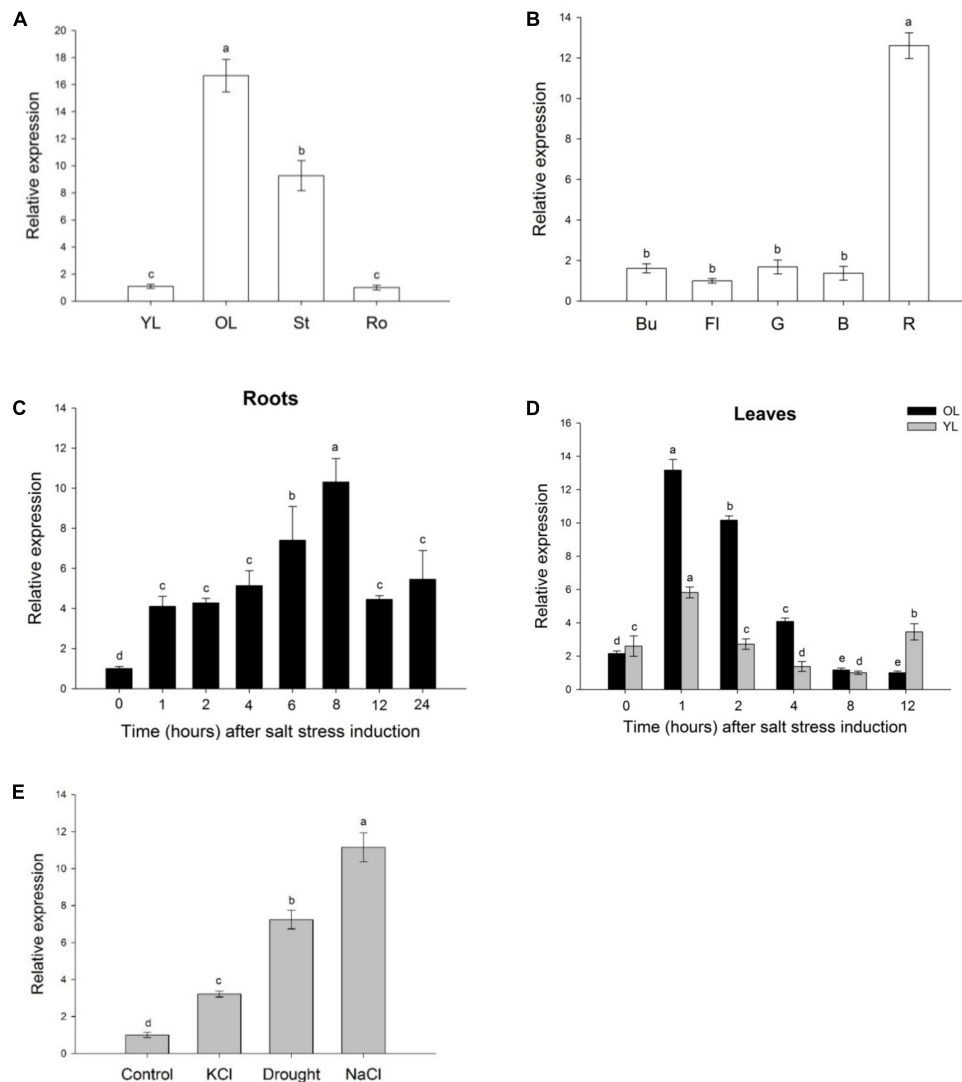 A
Relative expression
20
18
16
14
12
10
8
6
4
2
0
c
a
b
c
YL OL St Ro
B
Relative expression
14
12
10
8
6
4
2
0
b
b
b
b
a
Bu Fl G B R
C
Roots
Relative expression
14
12
10
8
6
4
2
0
d
c
c
c
b
a
c
c
0 1 2 4 6 8 12 24
Time (hours) after salt stress induction
D
Leaves
OL
YL
Relative expression
16
14
12
10
8
6
4
2
0
d c
a a
b c
c d
e d
e b
0 1 2 4 8 12
Time (hours) after salt stress induction
E
Relative expression
14
12
10
8
6
4
2
0
d
c
b
a
Control KCl Drought NaCl